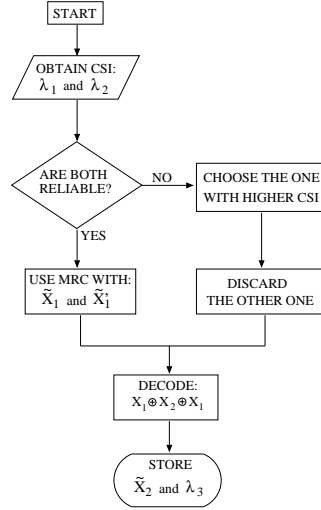 START
OBTAIN CSI:
λ₁ and λ₂
ARE BOTH
RELIABLE?
NO
YES
CHOOSE THE ONE
WITH HIGHER CSI
USE MRC WITH:
X̃₁ and X̃'₁
DISCARD
THE OTHER ONE
DECODE:
X₁⊕X₂⊕X₁
STORE
X̃₂ and λ₃